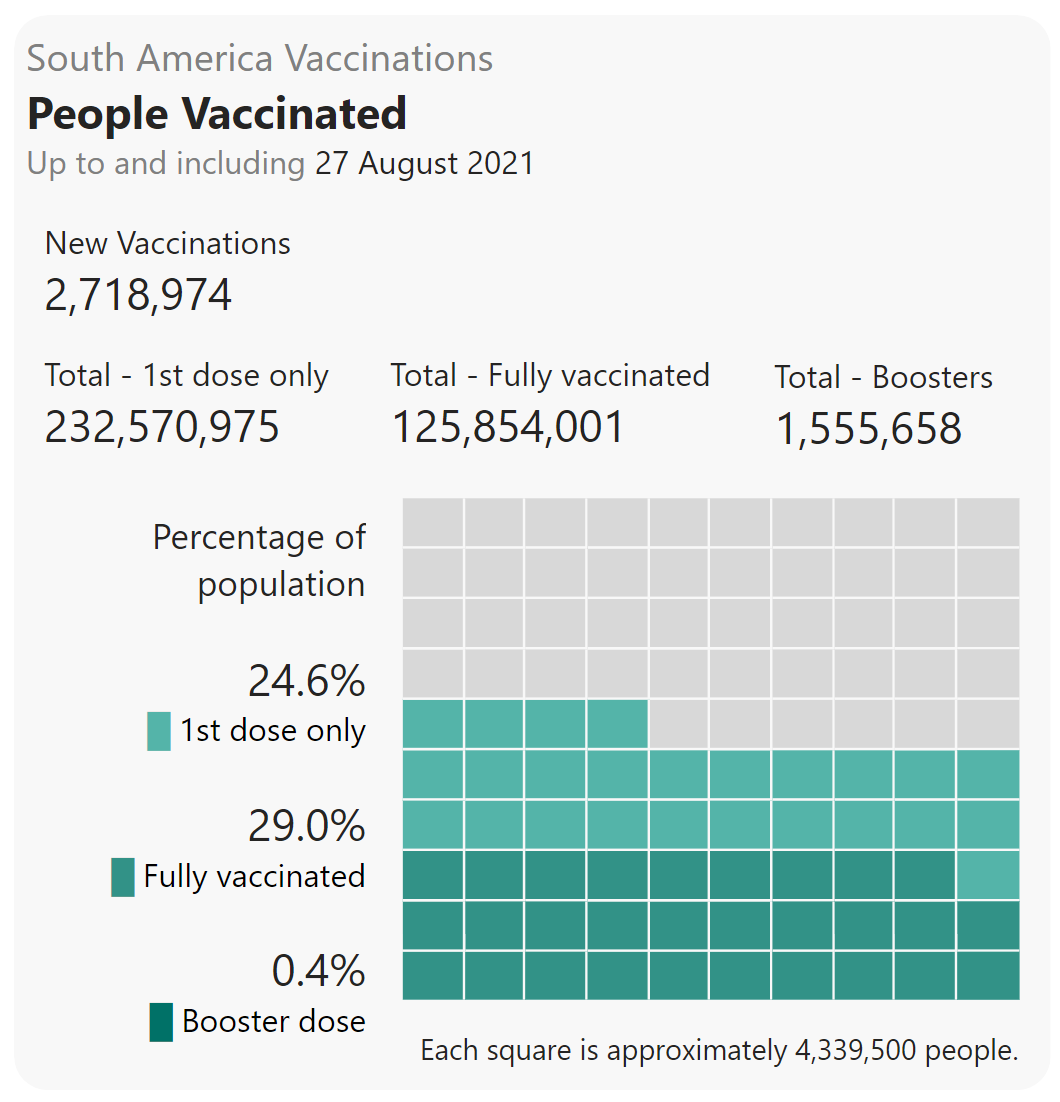 South America Vaccinations
People Vaccinated
Up to and including 27 August 2021
New Vaccinations
2,718,974
Total - 1st dose only
232,570,975
Total - Fully vaccinated
125,854,001
Total - Boosters
1,555,658
Percentage of
population
24.6%
1st dose only
29.0%
Fully vaccinated
0.4%
Booster dose
Each square is approximately 4,339,500 people.